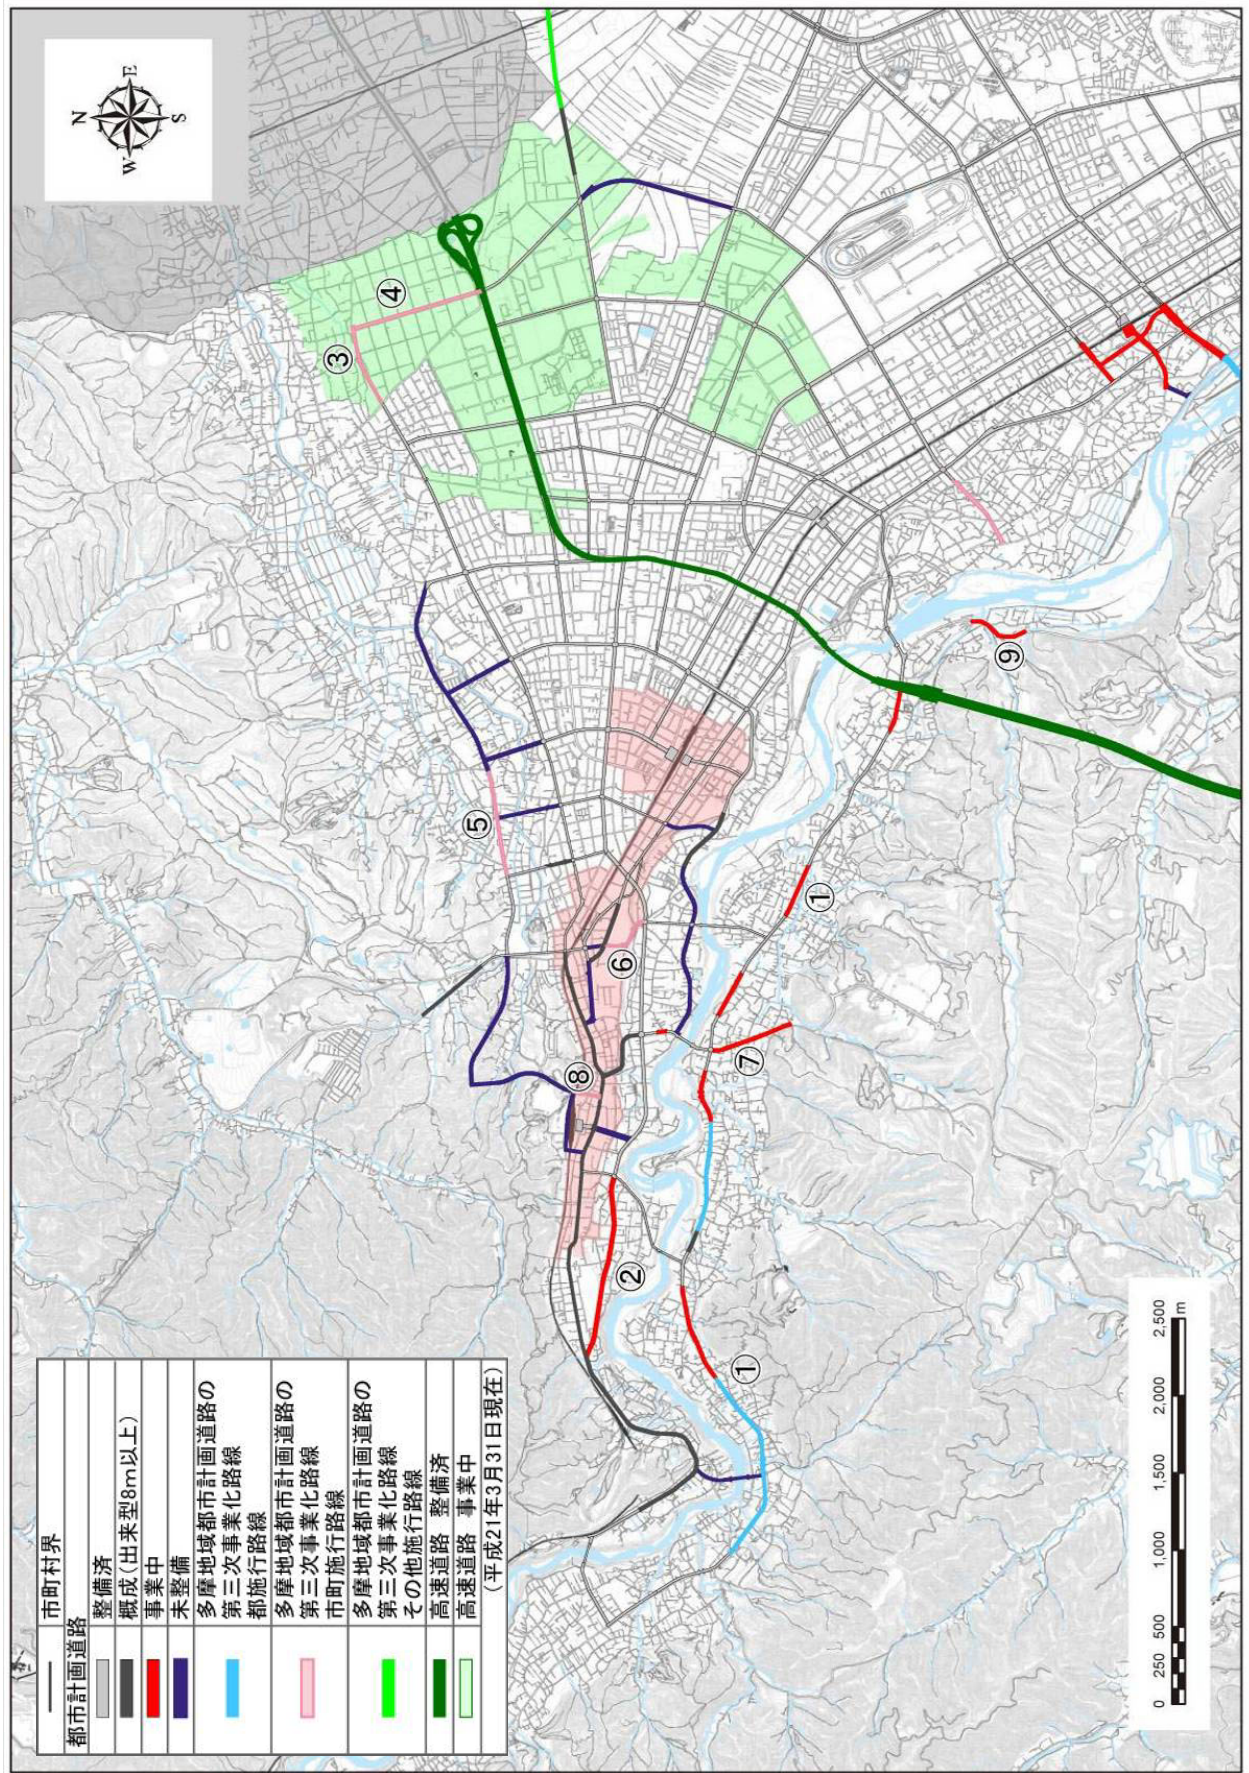 N
W
E
S
市町村界
都市計画道路
整備済
概成(出来型8m以上)
事業中
未整備
多摩地域都市計画道路の
第三次事業化路線
都施行路線
多摩地域都市計画道路の
第三次事業化路線
市町施行路線
多摩地域都市計画道路の
第三次事業化路線
その他施行路線
高速道路 整備済
高速道路 事業中
(平成21年3月31日現在)
①
①
②
③
④
⑤
⑥
⑦
⑧
⑨
0 250 500 1000 1,500 2,000 2,500
m